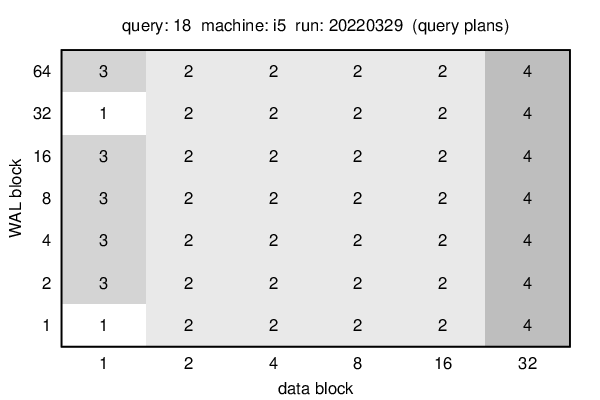 query: 18  machine: i5  run: 20220329  (query plans)
64 3 2 2 2 2 4
32 1 2 2 2 2 4
16 3 2 2 2 2 4
8 3 2 2 2 2 4
4 3 2 2 2 2 4
2 3 2 2 2 2 4
1 1 2 2 2 2 4
WAL block
1 2 4 8 16 32
data block